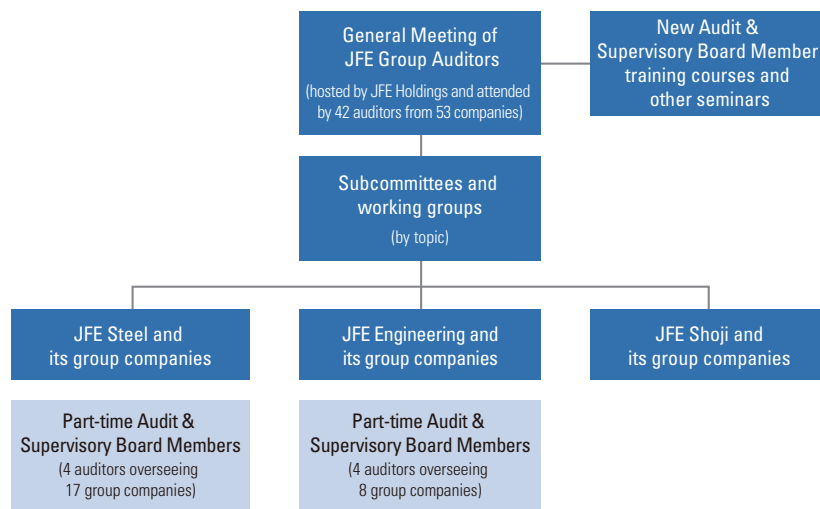 General Meeting of
JFE Group Auditors
(hosted by JFE Holdings and attended
by 42 auditors from 53 companies)
New Audit &
Supervisory Board Member
training courses and
other seminars
Subcommittees and
working groups
(by topic)
JFE Steel and
its group companies
JFE Engineering and
its group companies
JFE Shoji and
its group companies
Part-time Audit &
Supervisory Board Members
(4 auditors overseeing
17 group companies)
Part-time Audit &
Supervisory Board Members
(4 auditors overseeing
8 group companies)